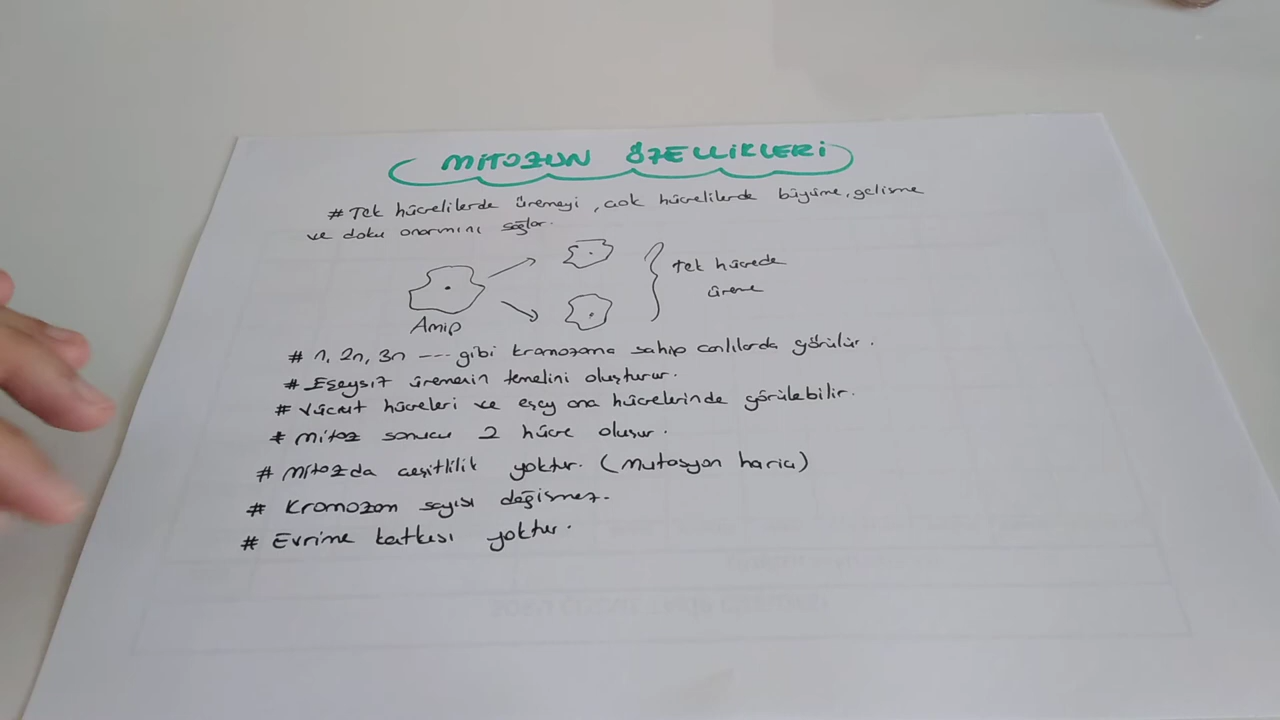 MİTOZUN ÖZELLİKLERİ
# Tek hücrelilerde üremeyi, çok hücrelilerde büyüme, gelişme
ve doku onarımını sağlar.
Tek hücrede
üreme
Amip
# n, 2n, 3n ---- gibi kromozoma sahip canlılarda görülür.
# Eşeysiz üremenin temelini oluşturur.
# Vücut hücreleri ve eşey ana hücrelerinde görülebilir.
* Mitoz sonucu 2 hücre oluşur.
# Mitozda çeşitlilik yoktur. (Mutasyon hariç)
# Kromozom sayısı değişmez.
# Evrime katkısı yoktur.